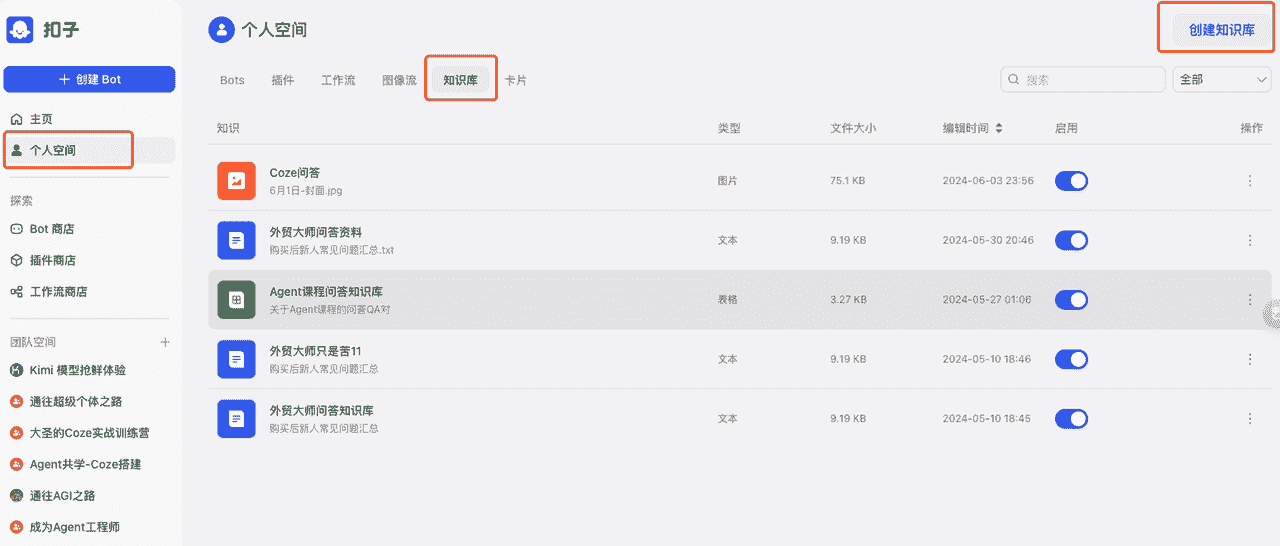 扣子
个人空间
创建知识库
+ 创建 Bot
Bots
插件
工作流
图像流
知识库
卡片
搜索
全部
主页
个人空间
知识
类型
文件大小
编辑时间
启用
操作
Coze问答
6月1日-封面.jpg
图片
75.1 KB
2024-06-03 23:56
外贸大师问答资料
购买后新人常见问题汇总.txt
文本
9.19 KB
2024-05-30 20:46
Agent课程问答知识库
关于Agent课程的问答QA对
表格
3.27 KB
2024-05-27 01:06
外贸大师只是苦11
购买后新人常见问题汇总
文本
9.19 KB
2024-05-10 18:46
外贸大师问答知识库
购买后新人常见问题汇总
文本
9.19 KB
2024-05-10 18:45
探索
Bot 商店
插件商店
工作流商店
团队空间
Kimi 模型抢鲜体验
通往超级个体之路
大圣的Coze实战训练营
Agent共学-Coze搭建
通往AGI之路
成为Agent工程师